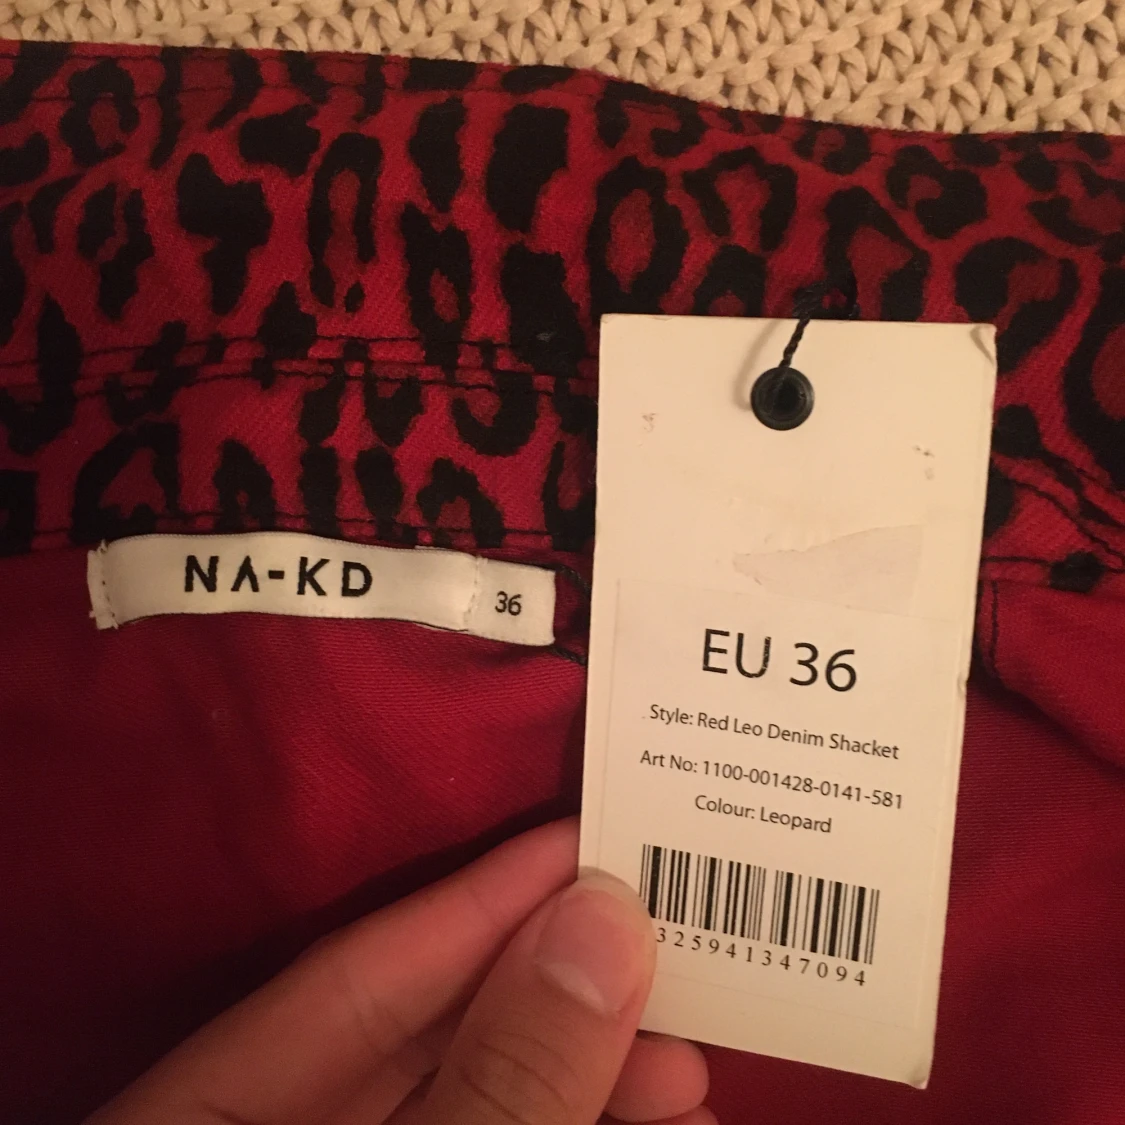 NA-KD
36
EU 36
Style: Red Leo Denim Shacket
Art No: 1100-001428-0141-581
Colour: Leopard
325941347094